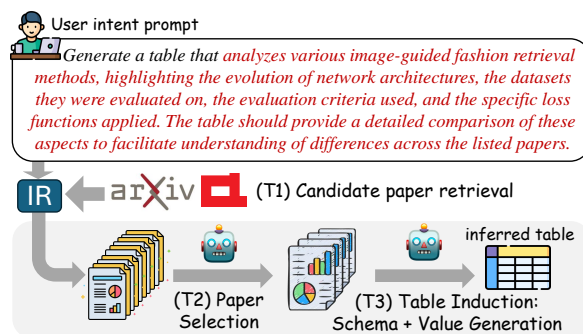 User intent prompt
Generate a table that analyzes various image-guided fashion retrieval
methods, highlighting the evolution of network architectures, the datasets
they were evaluated on, the evaluation criteria used, and the specific loss
functions applied. The table should provide a detailed comparison of these
aspects to facilitate understanding of differences across the listed papers.
IR
arXiv
(T1) Candidate paper retrieval
inferred table
(T2) Paper
Selection
(T3) Table Induction:
Schema + Value Generation